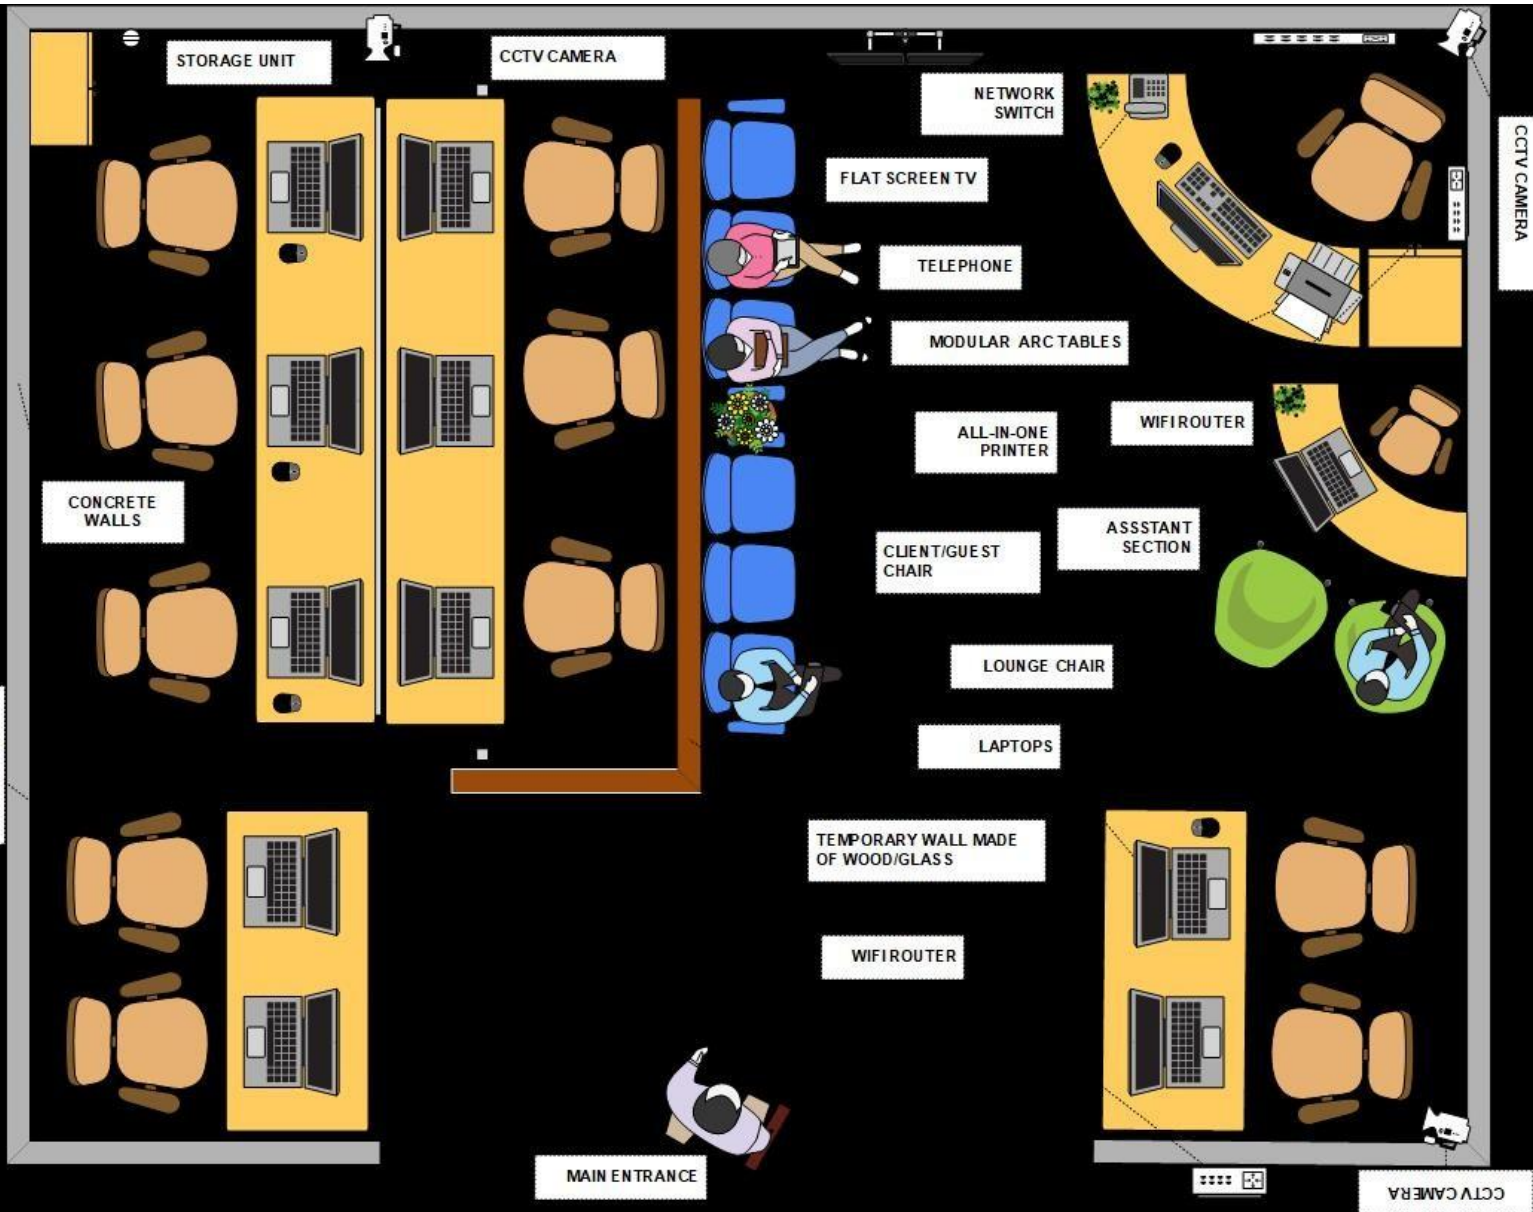 STORAGE UNIT
CCTV CAMERA
NETWORK
SWITCH
CCTV CAMERA
FLAT SCREEN TV
TELEPHONE
MODULAR ARC TABLES
WIFI ROUTER
ALL-IN-ONE
PRINTER
CONCRETE
WALLS
ASSSTANT
SECTION
CLIENT/GUEST
CHAIR
LOUNGE CHAIR
LAPTOPS
TEMPORARY WALL MADE
OF WOOD/GLASS
WIFI ROUTER
MAIN ENTRANCE
CCTV CAMERA